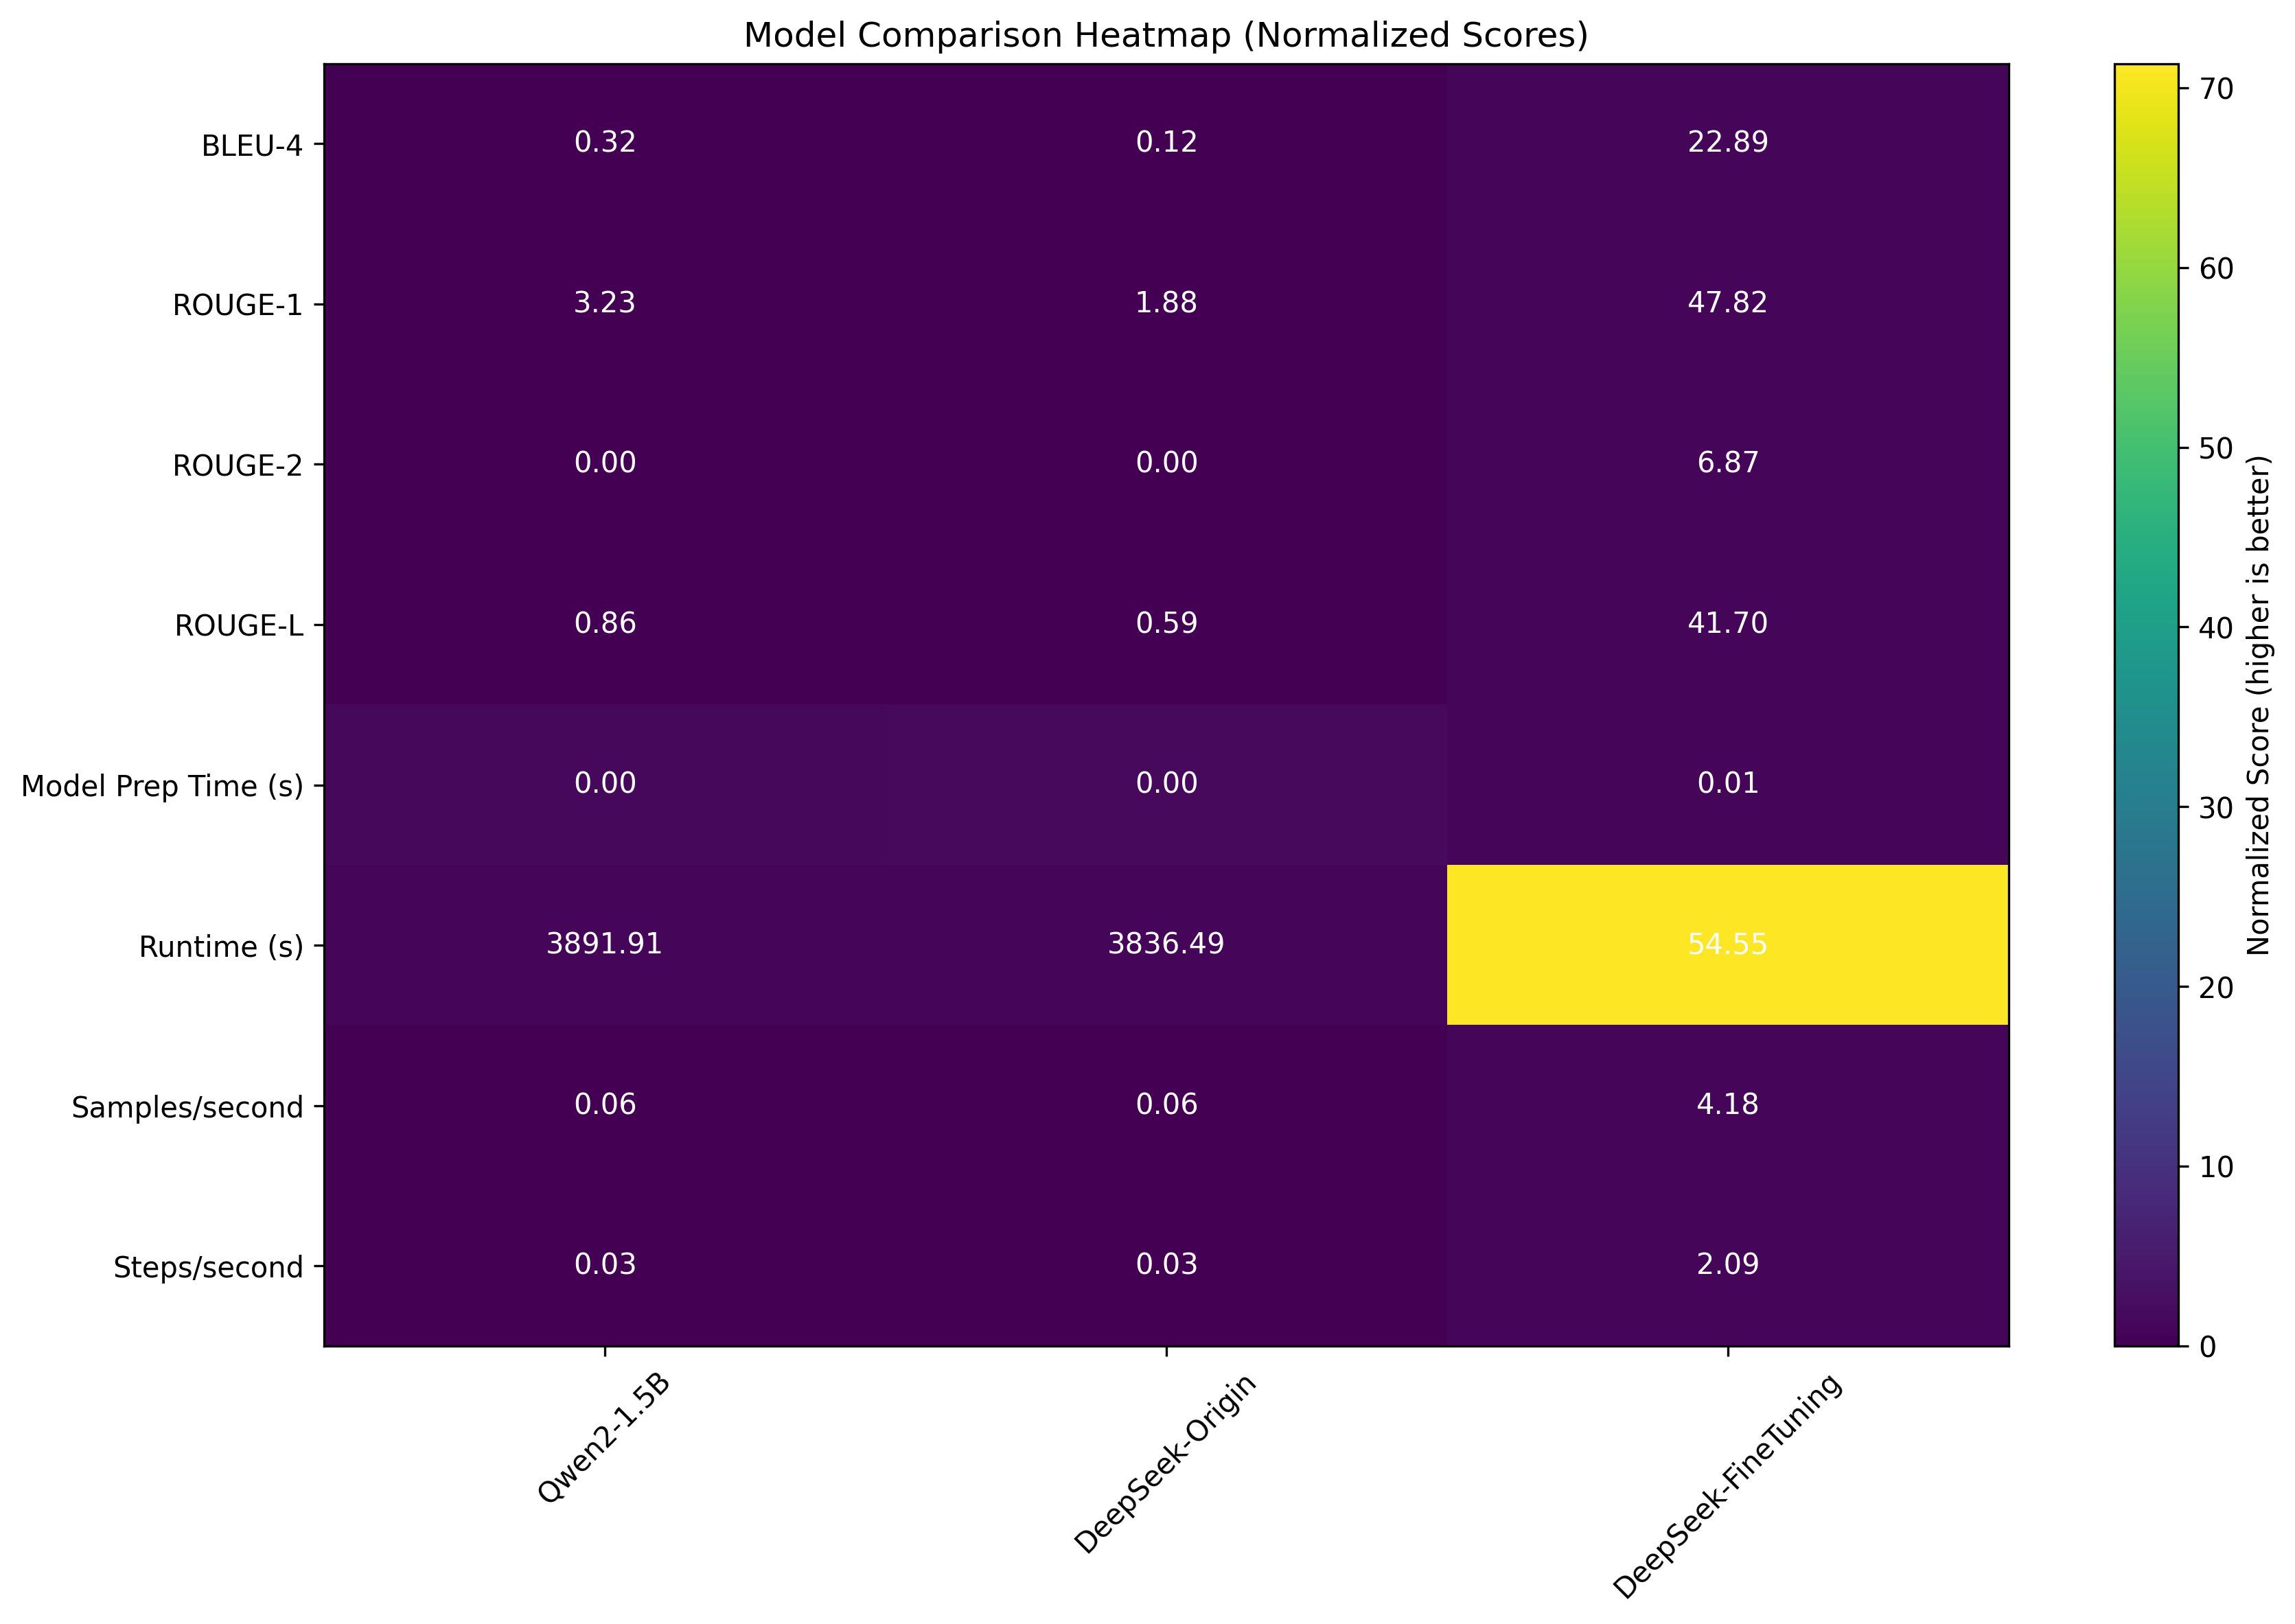 Model Comparison Heatmap (Normalized Scores)
BLEU-4 0.32 0.12 22.89
ROUGE-1 3.23 1.88 47.82
ROUGE-2 0.00 0.00 6.87
ROUGE-L 0.86 0.59 41.70
Model Prep Time (s) 0.00 0.00 0.01
Runtime (s) 3891.91 3836.49 54.55
Samples/second 0.06 0.06 4.18
Steps/second 0.03 0.03 2.09
Qwen2-1.5B
DeepSeek-Origin
DeepSeek-FineTuning
70
60
50
40
30
20
10
0
Normalized Score (higher is better)